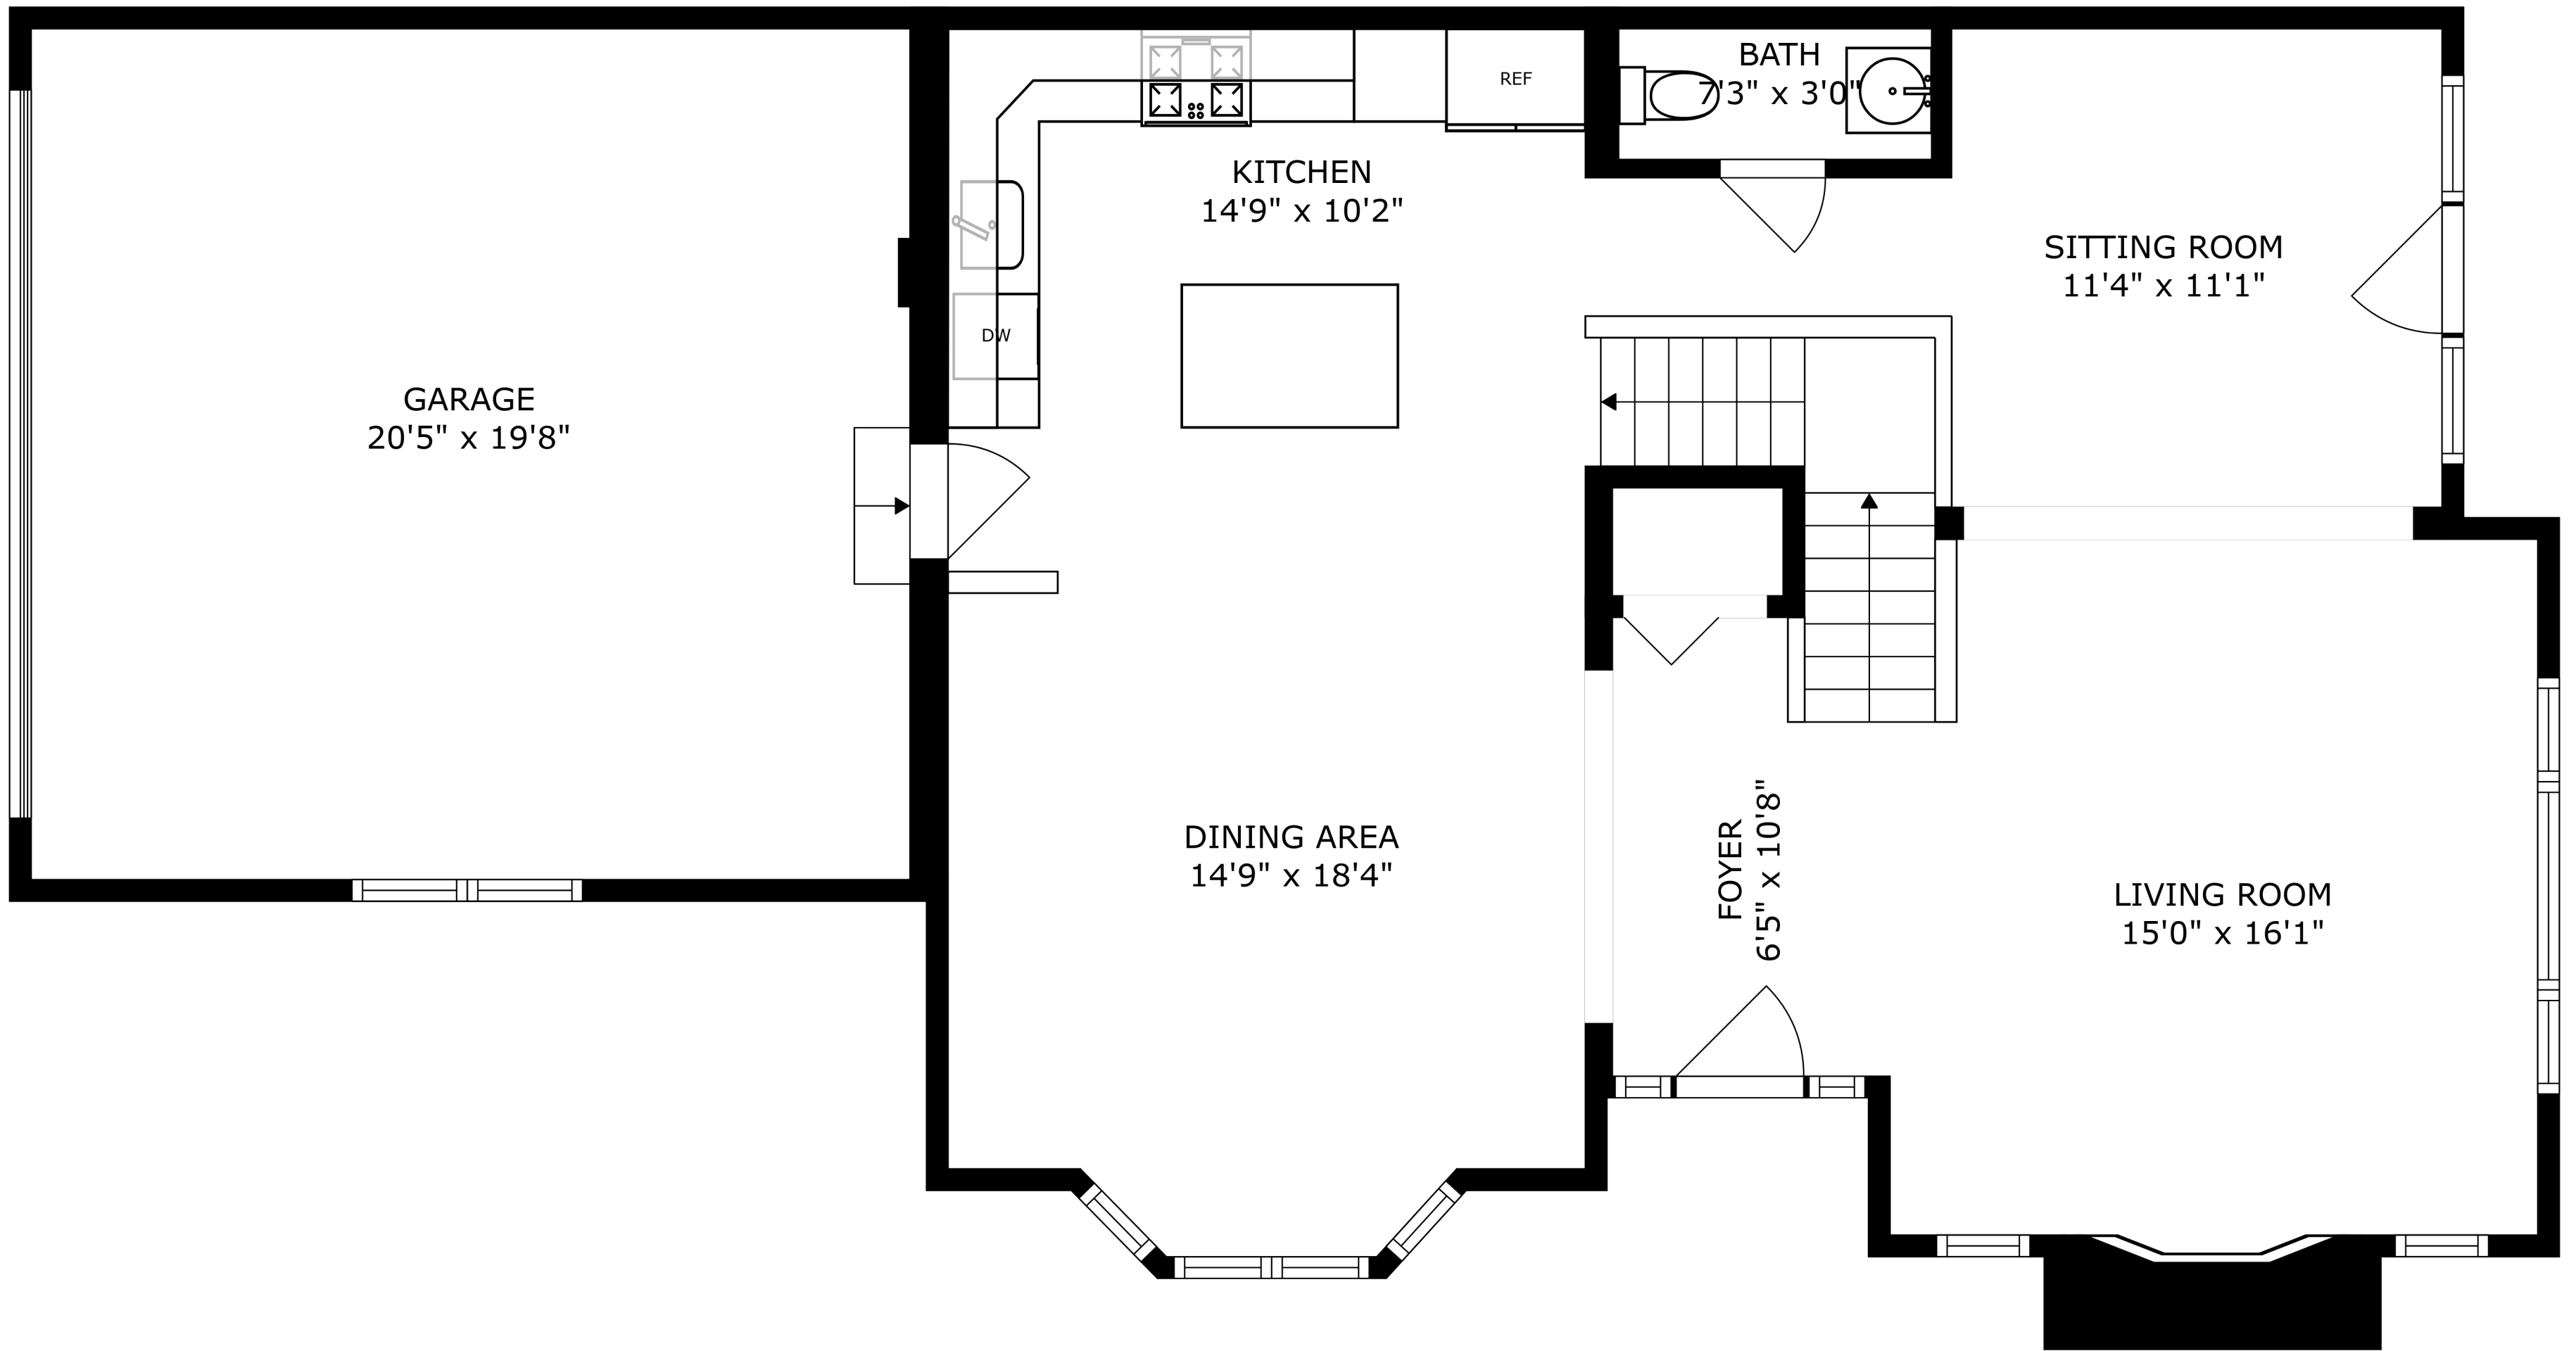 BATH
7'3" x 3'0"
REF
KITCHEN
14'9" x 10'2"
SITTING ROOM
11'4" x 11'1"
DW
GARAGE
20'5" x 19'8"
DINING AREA
14'9" x 18'4"
FOYER
6'5" x 10'8"
LIVING ROOM
15'0" x 16'1"